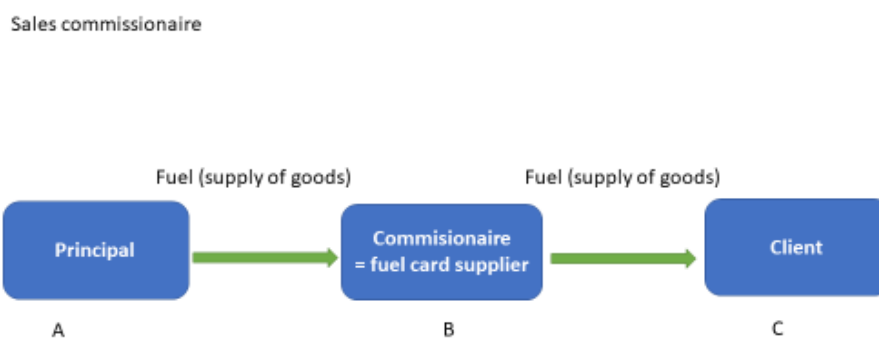 Sales commissionaire
Fuel (supply of goods)
Fuel (supply of goods)
Principal
Commisionaire
= fuel card supplier
Client
A
B
C